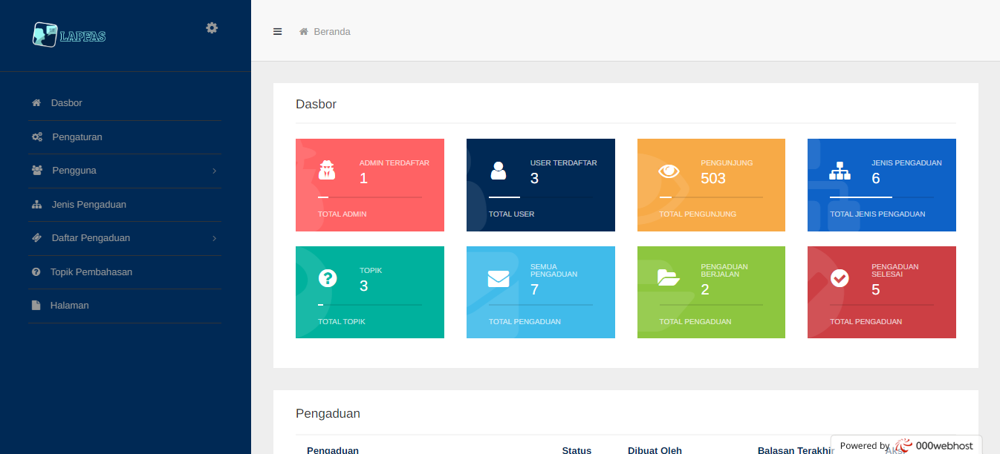 LAPFAS
Beranda
Dasbor
Pengaturan
Pengguna
Jenis Pengaduan
Daftar Pengaduan
Topik Pembahasan
Halaman
Dasbor
ADMIN TERDAFTAR
1
TOTAL ADMIN
USER TERDAFTAR
3
TOTAL USER
PENGUNJUNG
503
TOTAL PENGUNJUNG
JENIS PENGADUAN
6
TOTAL JENIS PENGADUAN
TOPIK
3
TOTAL TOPIK
SEMUA
PENGADUAN
7
TOTAL PENGADUAN
PENGADUAN
BERJALAN
2
TOTAL PENGADUAN
PENGADUAN
SELESAI
5
TOTAL PENGADUAN
Pengaduan
Pengaduan Status Dibuat Oleh Balasan Terakhir Aksi
Powered by 000webhost